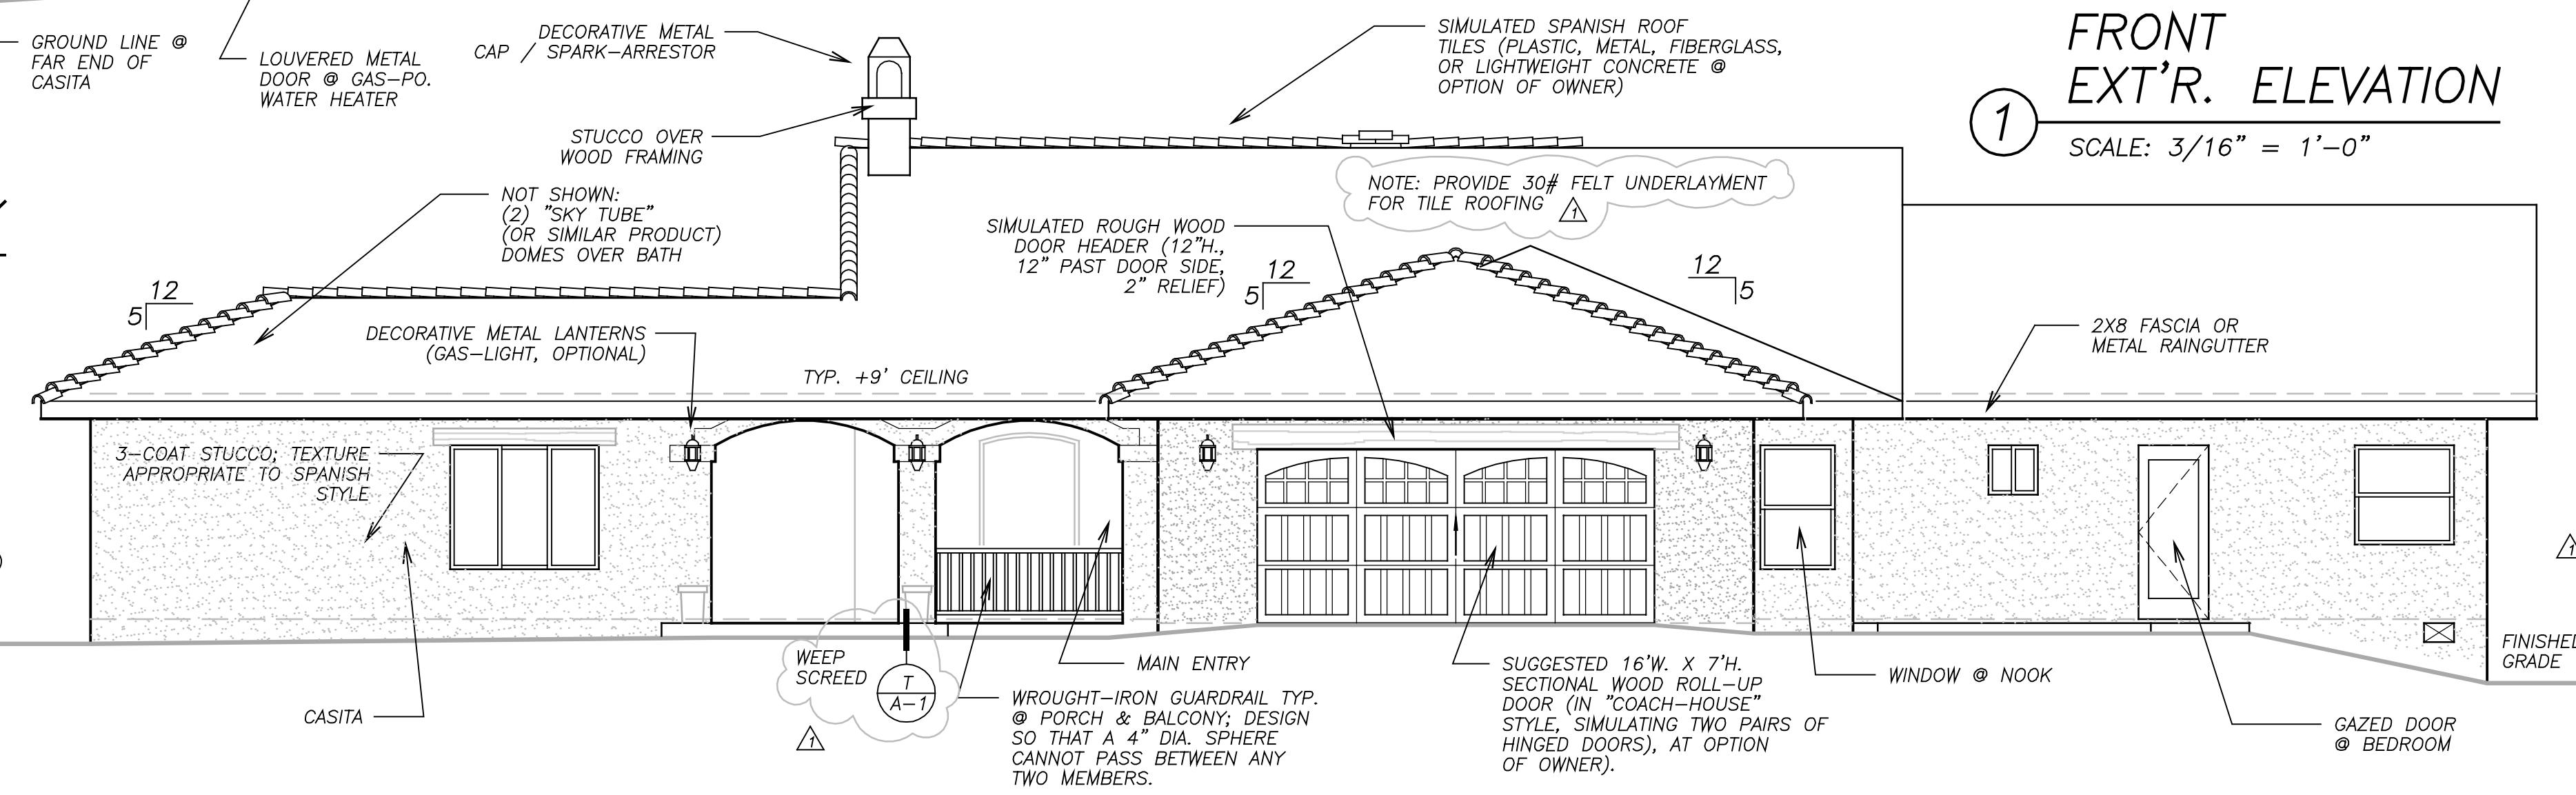 GROUND LINE @
FAR END OF
CASITA
LOUVERED METAL
DOOR @ GAS-PO.
WATER HEATER
DECORATIVE METAL
CAP / SPARK-ARRESTOR
STUCCO OVER
WOOD FRAMING
NOT SHOWN:
(2) "SKY TUBE"
(OR SIMILAR PRODUCT)
DOMES OVER BATH
SIMULATED SPANISH ROOF
TILES (PLASTIC, METAL, FIBERGLASS,
OR LIGHTWEIGHT CONCRETE @
OPTION OF OWNER)
FRONT
EXT'R. ELEVATION
1
SCALE: 3/16" = 1'-0"
NOTE: PROVIDE 30# FELT UNDERLAYMENT
FOR TILE ROOFING
1
SIMULATED ROUGH WOOD
DOOR HEADER (12"H.,
12" PAST DOOR SIDE,
2" RELIEF)
12
5
12
5
12
5
DECORATIVE METAL LANTERNS
(GAS-LIGHT, OPTIONAL)
TYP. +9' CEILING
2X8 FASCIA OR
METAL RAINGUTTER
3-COAT STUCCO; TEXTURE
APPROPRIATE TO SPANISH
STYLE
1
CASITA
WEEP
SCREED
T
A-1
1
MAIN ENTRY
WROUGHT-IRON GUARDRAIL TYP.
@ PORCH & BALCONY; DESIGN
SO THAT A 4" DIA. SPHERE
CANNOT PASS BETWEEN ANY
TWO MEMBERS.
SUGGESTED 16'W. X 7'H.
SECTIONAL WOOD ROLL-UP
DOOR (IN "COACH-HOUSE"
STYLE, SIMULATING TWO PAIRS OF
HINGED DOORS), AT OPTION
OF OWNER).
WINDOW @ NOOK
GAZED DOOR
@ BEDROOM
FINISHED
GRADE